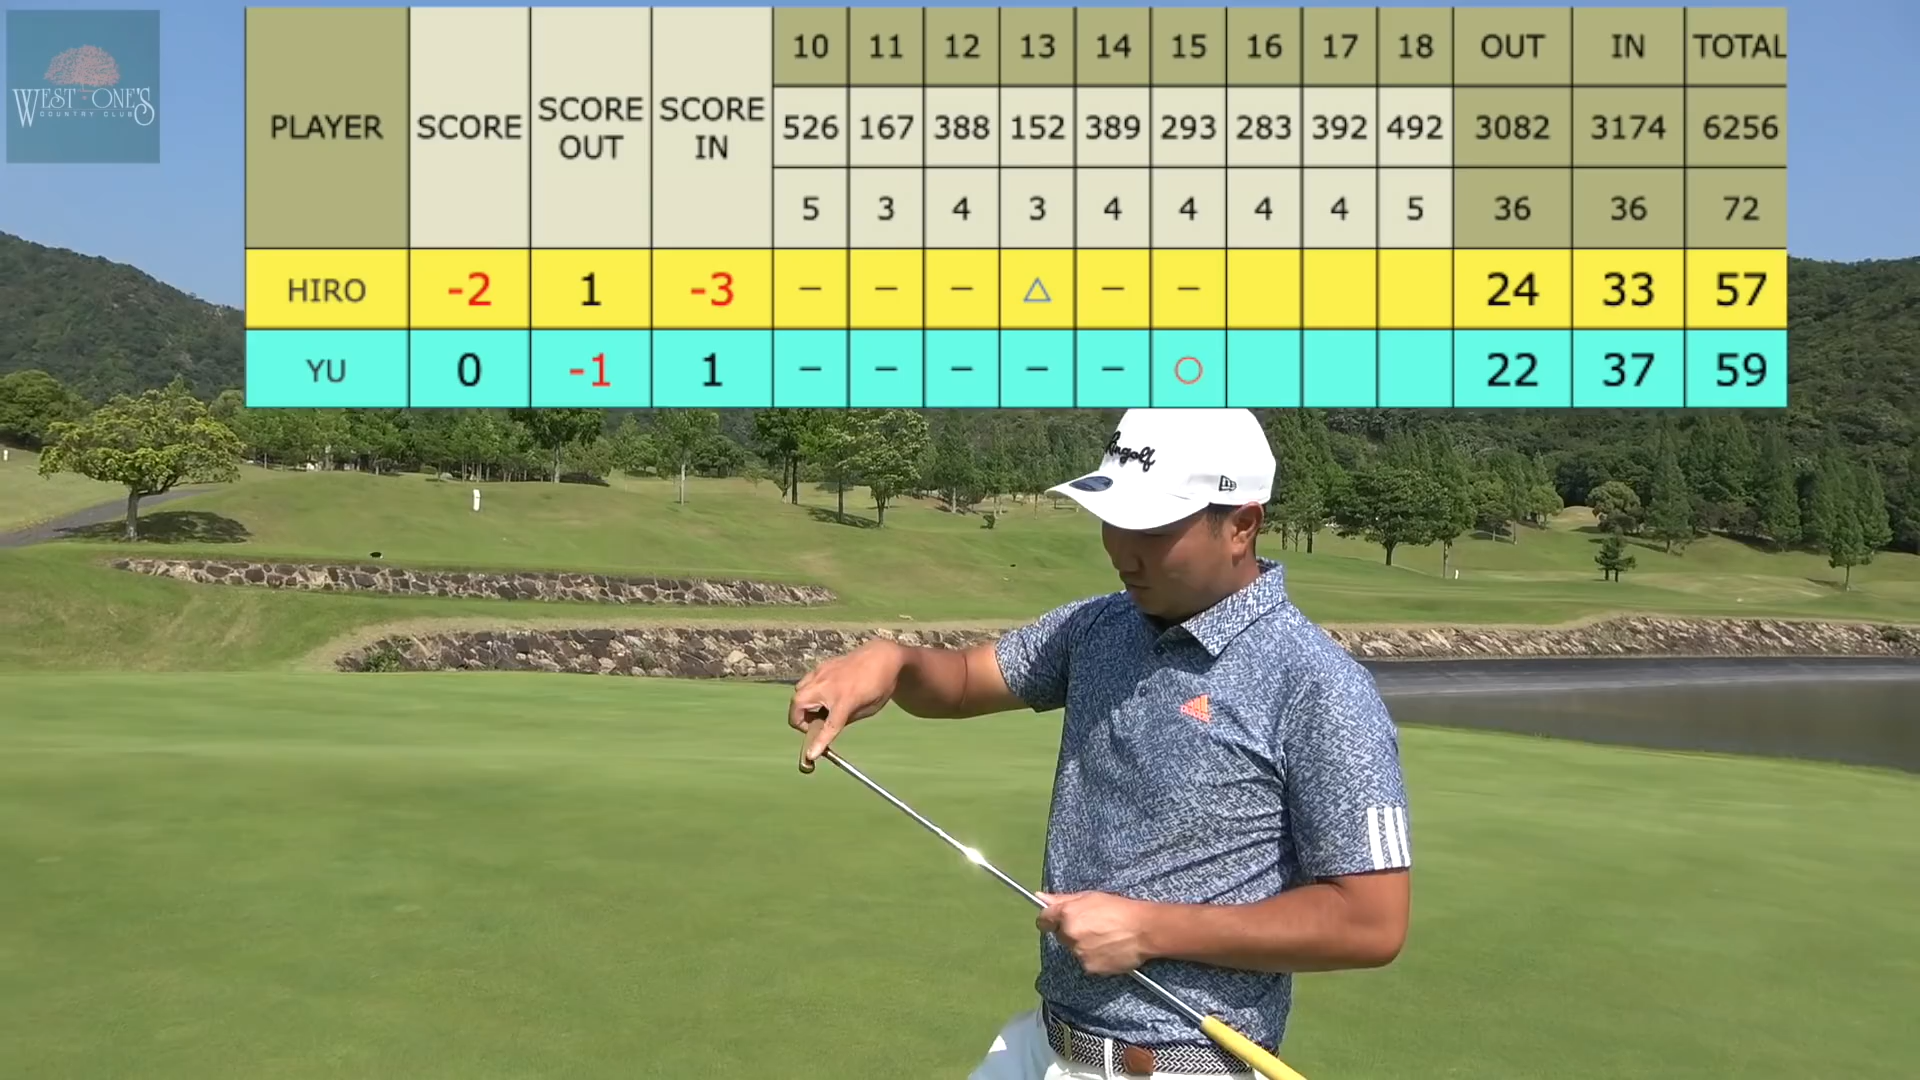 WEST ONE'S
COUNTRY CLUB
PLAYER SCORE SCORE OUT SCORE IN 10 11 12 13 14 15 16 17 18 OUT IN TOTAL
526 167 388 152 389 293 283 392 492 3082 3174 6256
5 3 4 3 4 4 4 4 5 36 36 72
HIRO -2 1 -3 – – – △ – – 24 33 57
YU 0 -1 1 – – – – – ○ 22 37 59
Ringolf
adidas